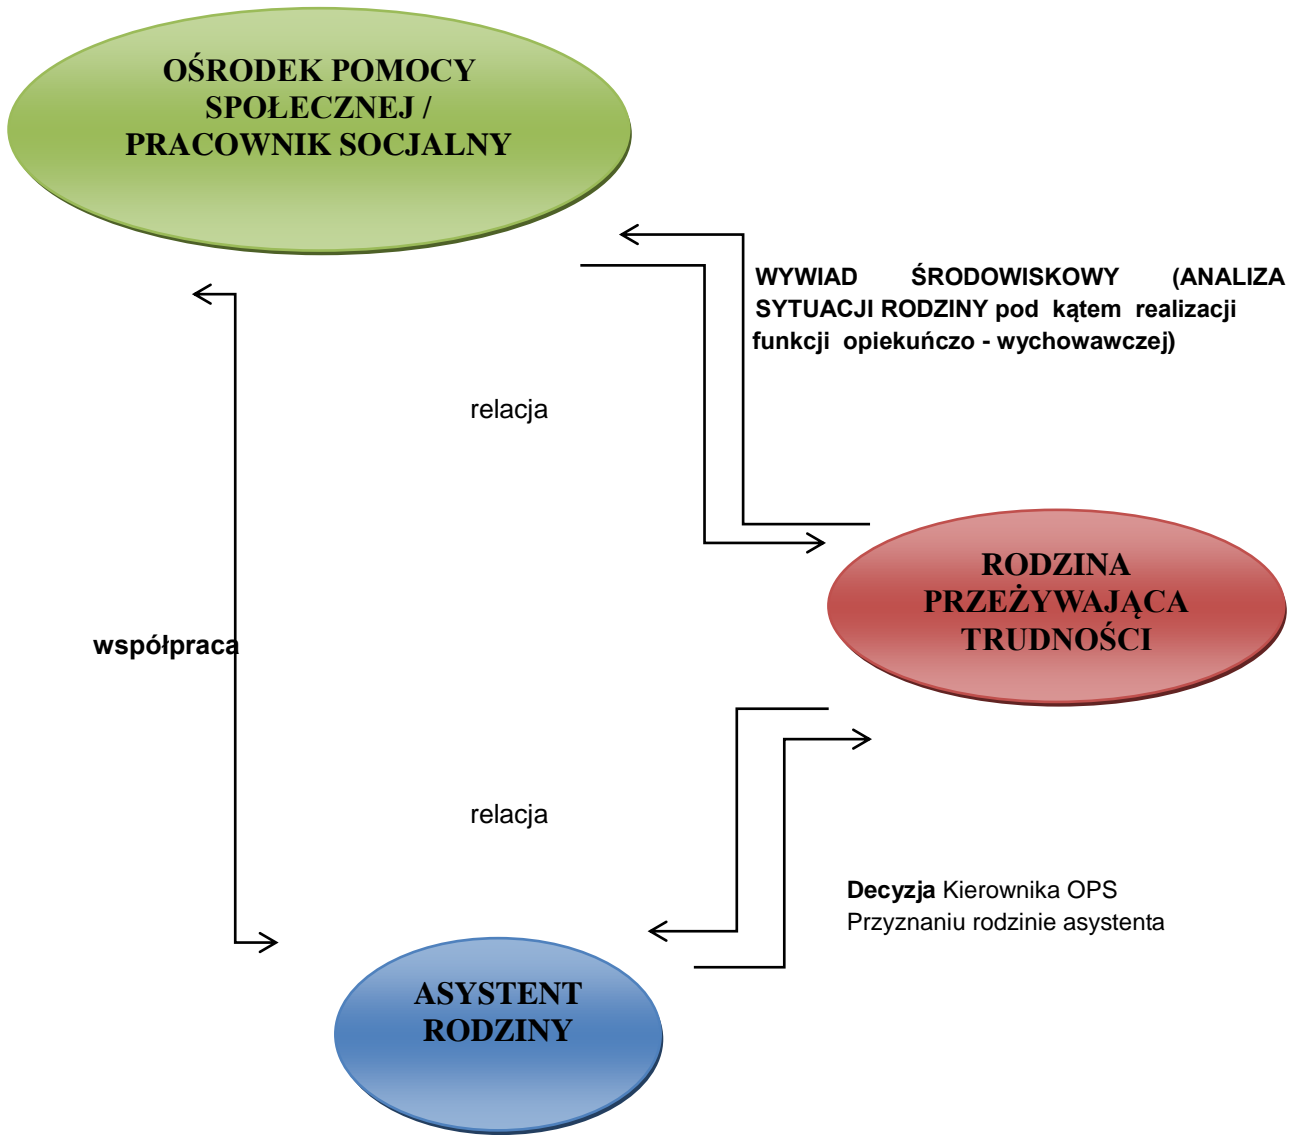 OŚRODEK POMOCY
SPOŁECZNEJ /
PRACOWNIK SOCJALNY
WYWIAD ŚRODOWISKOWY (ANALIZA
SYTUACJI RODZINY pod kątem realizacji
funkcji opiekuńczo - wychowawczej)
relacja
RODZINA
PRZEŻYWAJĄCA
TRUDNOŚCI
współpraca
relacja
Decyzja Kierownika OPS
Przyznaniu rodzinie asystenta
ASYSTENT
RODZINY